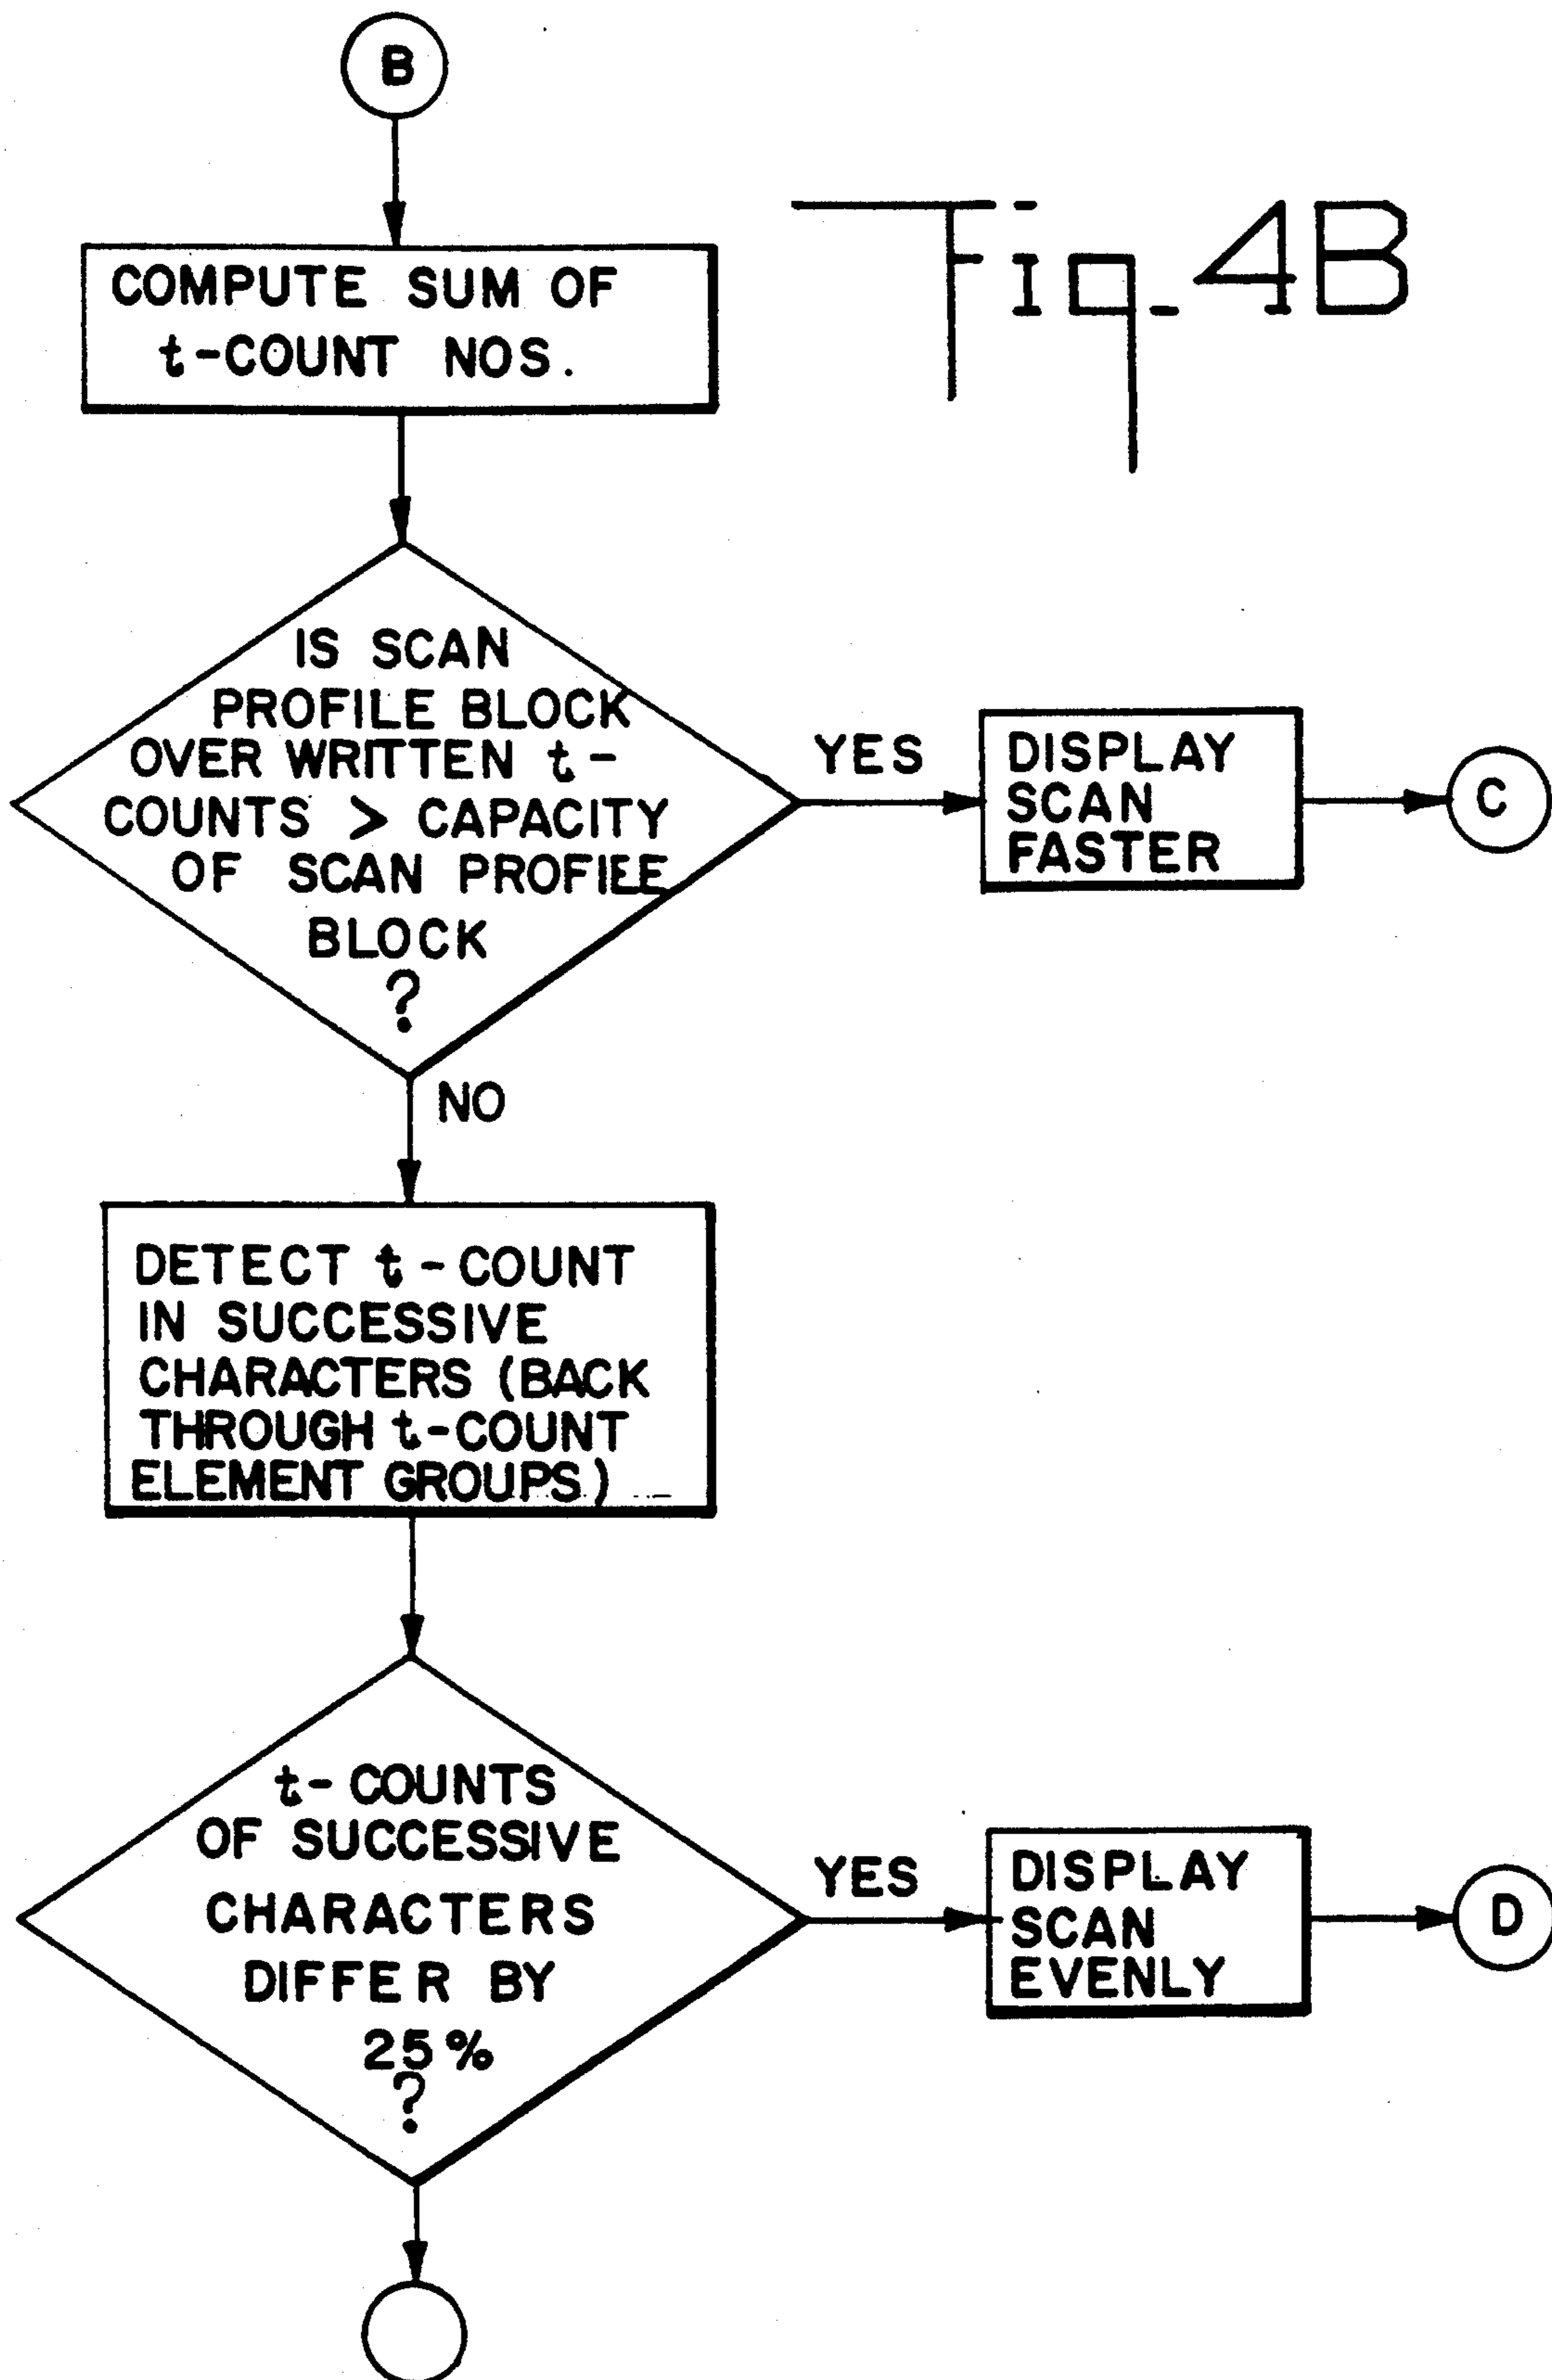 B
Fig. 4B
COMPUTE SUM OF
t-COUNT NOS.
IS SCAN
PROFILE BLOCK
OVER WRITTEN t-
COUNTS > CAPACITY
OF SCAN PROFILE
BLOCK
?
YES
DISPLAY
SCAN
FASTER
C
NO
DETECT t-COUNT
IN SUCCESSIVE
CHARACTERS (BACK
THROUGH t-COUNT
ELEMENT GROUPS)
t-COUNTS
OF SUCCESSIVE
CHARACTERS
DIFFER BY
25%
?
YES
DISPLAY
SCAN
EVENLY
D